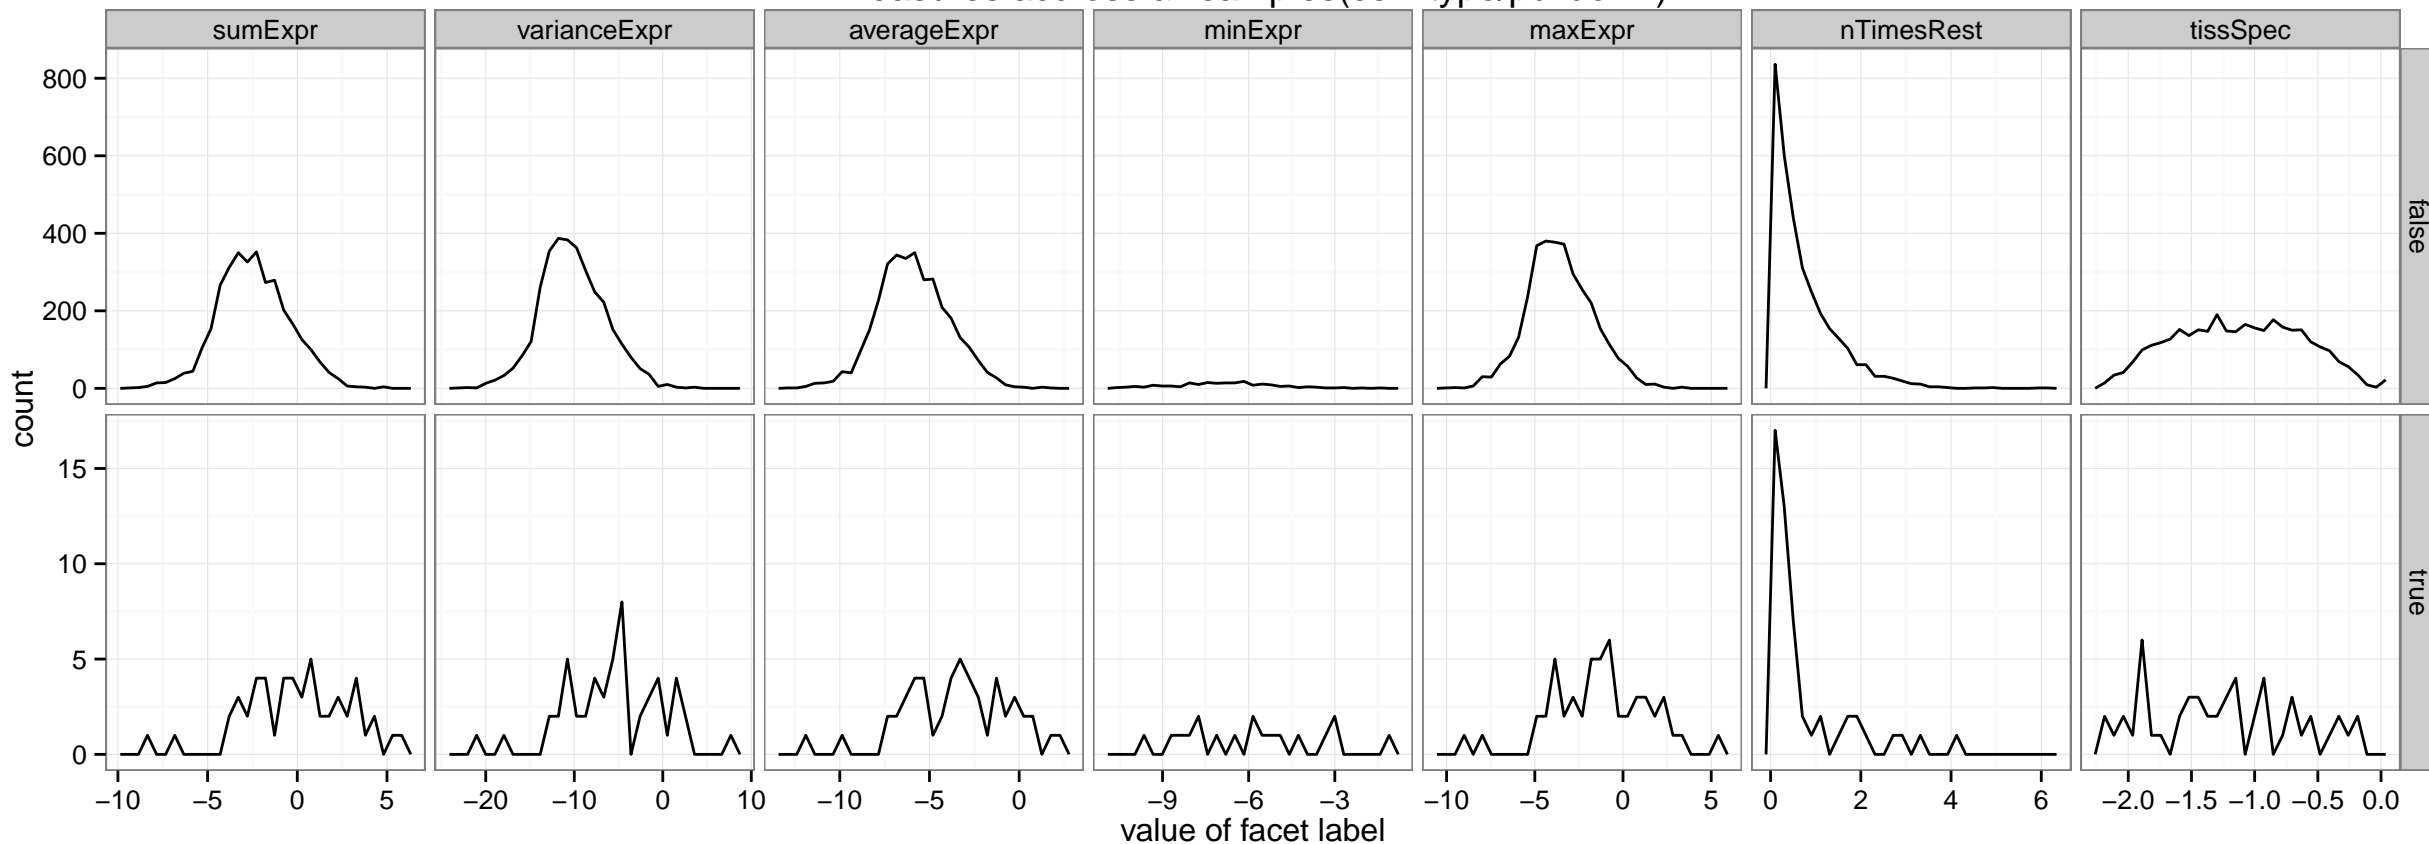 sumExpr varianceExpr averageExpr minExpr maxExpr nTimesRest tissSpec
800
600
400
200
0
false
count
15
10
5
0
true
−10 −5 0 5 −20 −10 0 10 −10 −5 0 −9 −6 −3 −10 −5 0 5 0 2 4 6 −2.0 −1.5 −1.0 −0.5 0.0
value of facet label